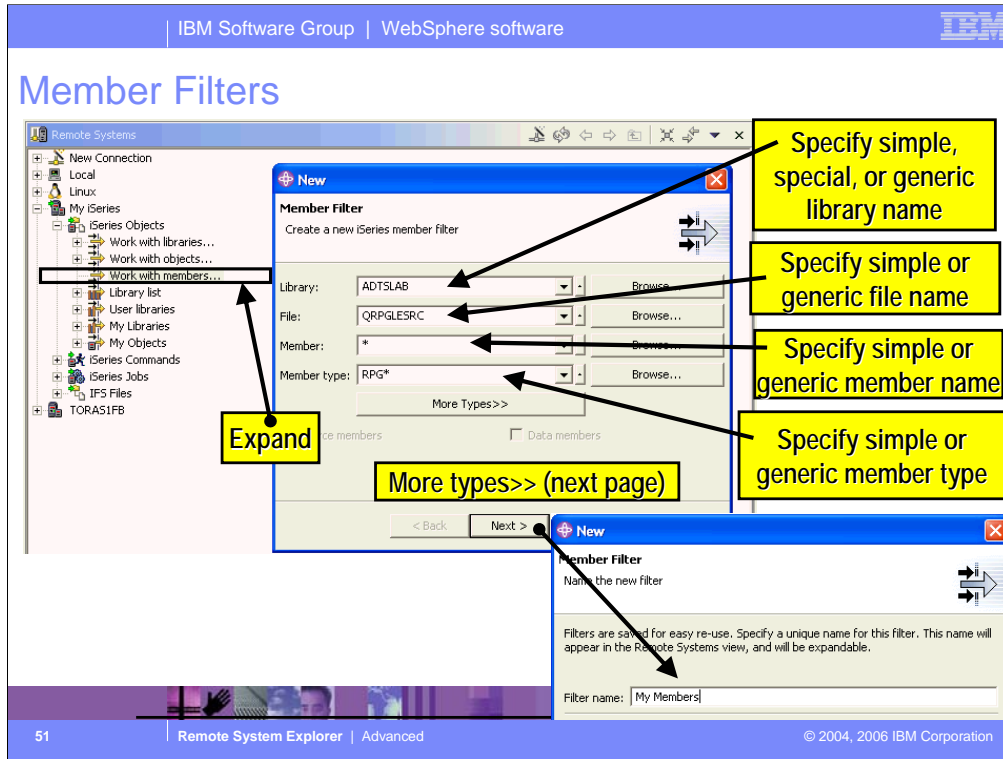 IBM Software Group | WebSphere software
IBM
Member Filters
Remote Systems
New Connection
Local
Linux
My iSeries
iSeries Objects
Work with libraries...
Work with objects...
Work with members...
Library list
User libraries
My Libraries
My Objects
iSeries Commands
iSeries Jobs
IFS Files
TORAS1FB
Expand
New
Member Filter
Create a new iSeries member filter
Library: ADTSLAB Browse...
File: QRPGLESRC Browse...
Member: * Browse...
Member type: RPG* Browse...
More Types>>
members
Data members
More types>> (next page)
< Back
Next >
Specify simple,
special, or generic
library name
Specify simple or
generic file name
Specify simple or
generic member name
Specify simple or
generic member type
New
Member Filter
Name the new filter
Filters are saved for easy re-use. Specify a unique name for this filter. This name will
appear in the Remote Systems view, and will be expandable.
Filter name: My Members
51
Remote System Explorer | Advanced
© 2004, 2006 IBM Corporation